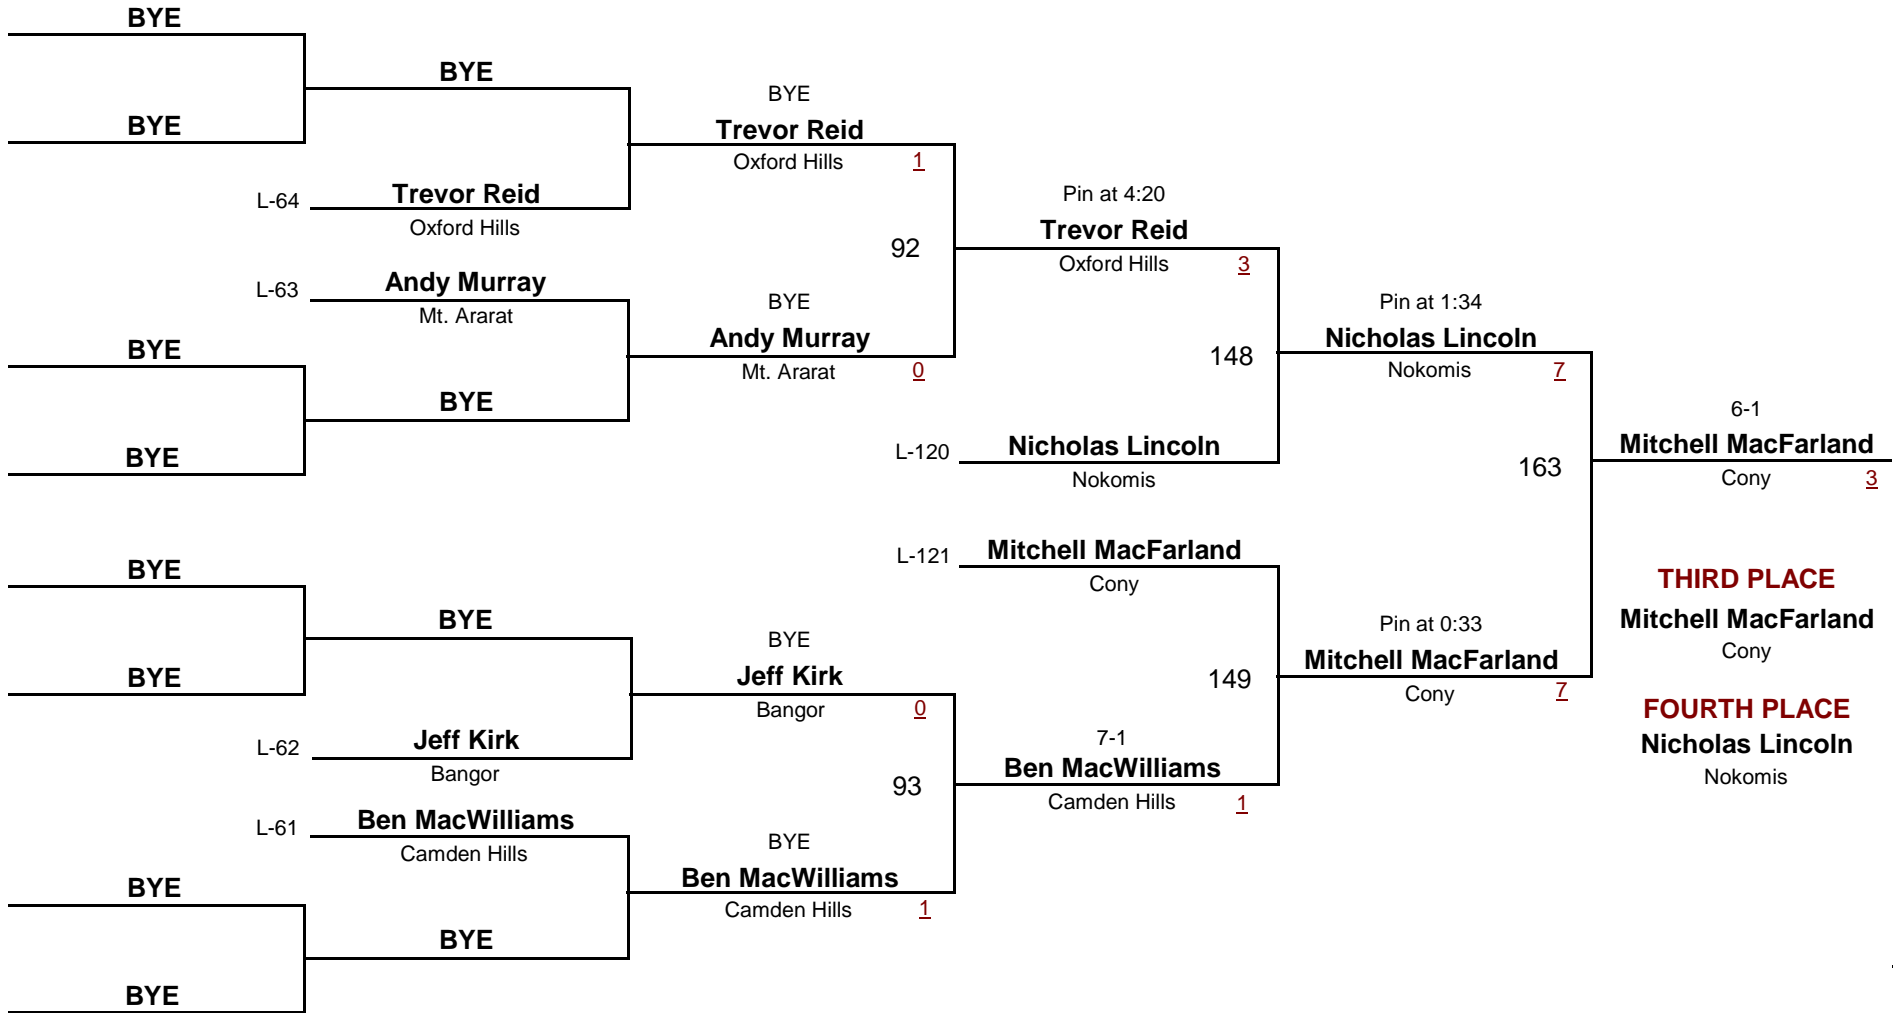 BYE
BYE
BYE
BYE
Trevor Reid
Oxford Hills 1
L-64 Trevor Reid
Oxford Hills
Pin at 4:20
Trevor Reid
Oxford Hills 3
92
L-63 Andy Murray
Mt. Ararat
BYE
Andy Murray
Mt. Ararat 0
BYE
BYE
BYE
Pin at 1:34
Nicholas Lincoln
Nokomis 7
148
L-120 Nicholas Lincoln
Nokomis
6-1
Mitchell MacFarland
Cony 3
163
L-121 Mitchell MacFarland
Cony
BYE
BYE
BYE
BYE
Jeff Kirk
Bangor 0
L-62 Jeff Kirk
Bangor
Pin at 0:33
Mitchell MacFarland
Cony 7
149
7-1
Ben MacWilliams
Camden Hills 1
93
L-61 Ben MacWilliams
Camden Hills
BYE
Ben MacWilliams
Camden Hills 1
BYE
BYE
BYE
THIRD PLACE
Mitchell MacFarland
Cony
FOURTH PLACE
Nicholas Lincoln
Nokomis